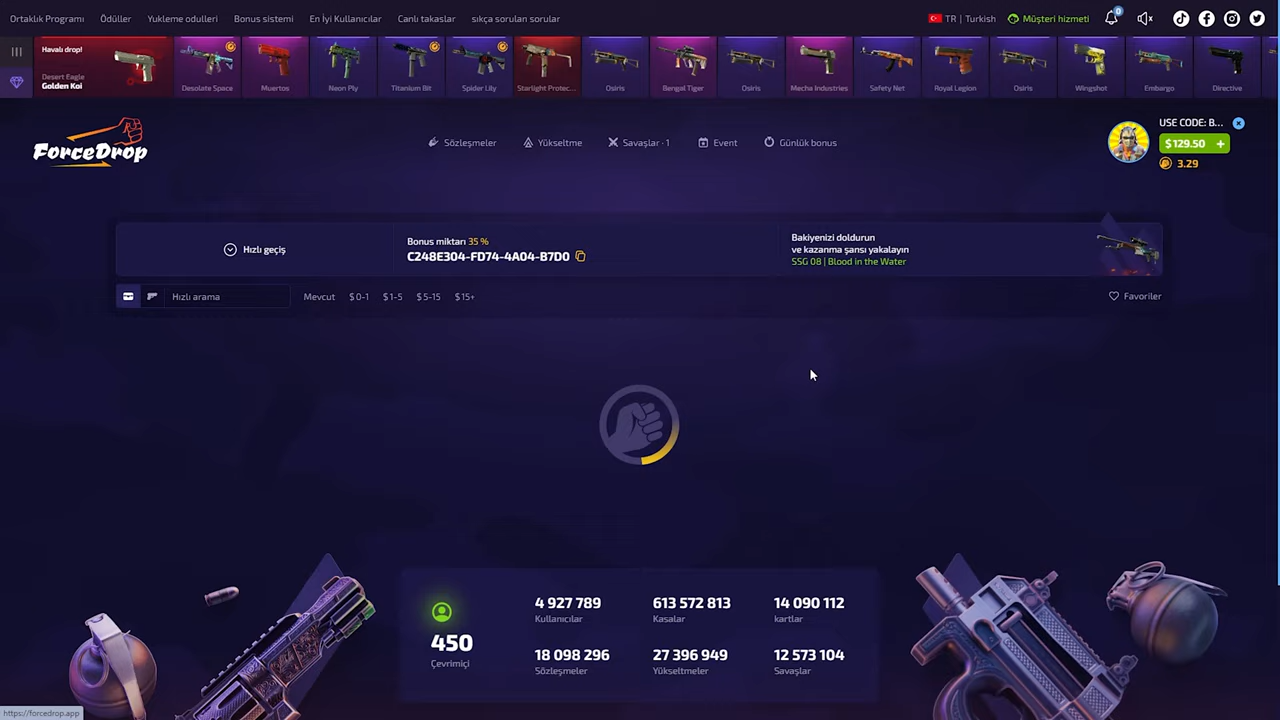 Ortaklık Programı Ödüller Yukleme odulleri Bonus sistemi En İyi Kullanıcılar Canlı takaslar sıkça sorulan sorular TR | Turkish Müşteri hizmeti 0
Havalı drop!
Desert Eagle
Golden Koi
Desolate Space Muertos Neon Ply Titanium Bit Spider Lily Starlight Protec... Osiris Bengal Tiger Osiris Mecha Industries Safety Net Royal Legion Osiris Wingshot Embargo Directive
ForceDrop
Sözleşmeler Yükseltme Savaşlar · 1 Event Günlük bonus
USE CODE: B...
$129.50 +
3.29
Hızlı geçiş
Bonus miktarı 35 %
C248E304-FD74-4A04-B7D0
Bakiyenizi doldurun
ve kazanma şansı yakalayın
SSG 08 | Blood in the Water
Hızlı arama Mevcut $ 0-1 $ 1-5 $ 5-15 $ 15+ Favoriler
450
Çevrimiçi
4 927 789 613 572 813 14 090 112
Kullanıcılar Kasalar kartlar
18 098 296 27 396 949 12 573 104
Sözleşmeler Yükseltmeler Savaşlar
https://forcedrop.app